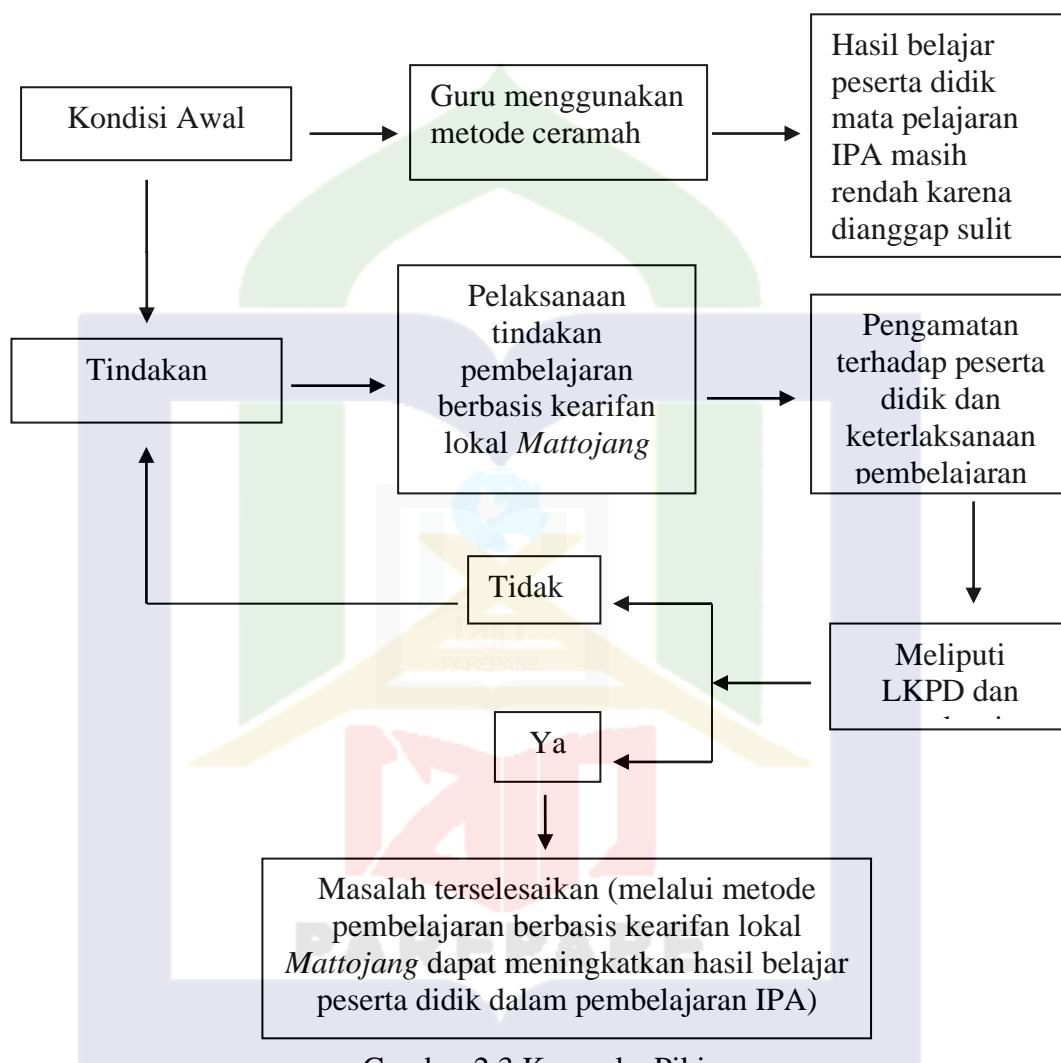 Kondisi Awal
Guru menggunakan
metode ceramah
Hasil belajar
peserta didik
mata pelajaran
IPA masih
rendah karena
dianggap sulit
Tindakan
Pelaksanaan
tindakan
pembelajaran
berbasis kearifan
lokal Mattojang
Pengamatan
terhadap peserta
didik dan
keterlaksanaan
pembelajaran
Meliputi
LKPD dan
Tidak
PAREPARE
Ya
Masalah terselesaikan (melalui metode
pembelajaran berbasis kearifan lokal
Mattojang dapat meningkatkan hasil belajar
peserta didik dalam pembelajaran IPA)
PAREPARE
Gambar 2.3